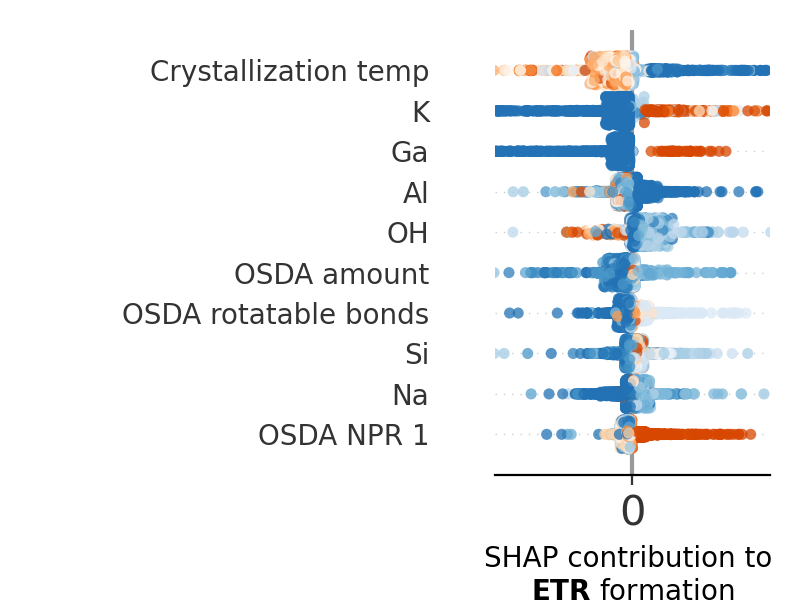 Crystallization temp
K
Ga
Al
OH
OSDA amount
OSDA rotatable bonds
Si
Na
OSDA NPR 1
0
SHAP contribution to
ETR formation